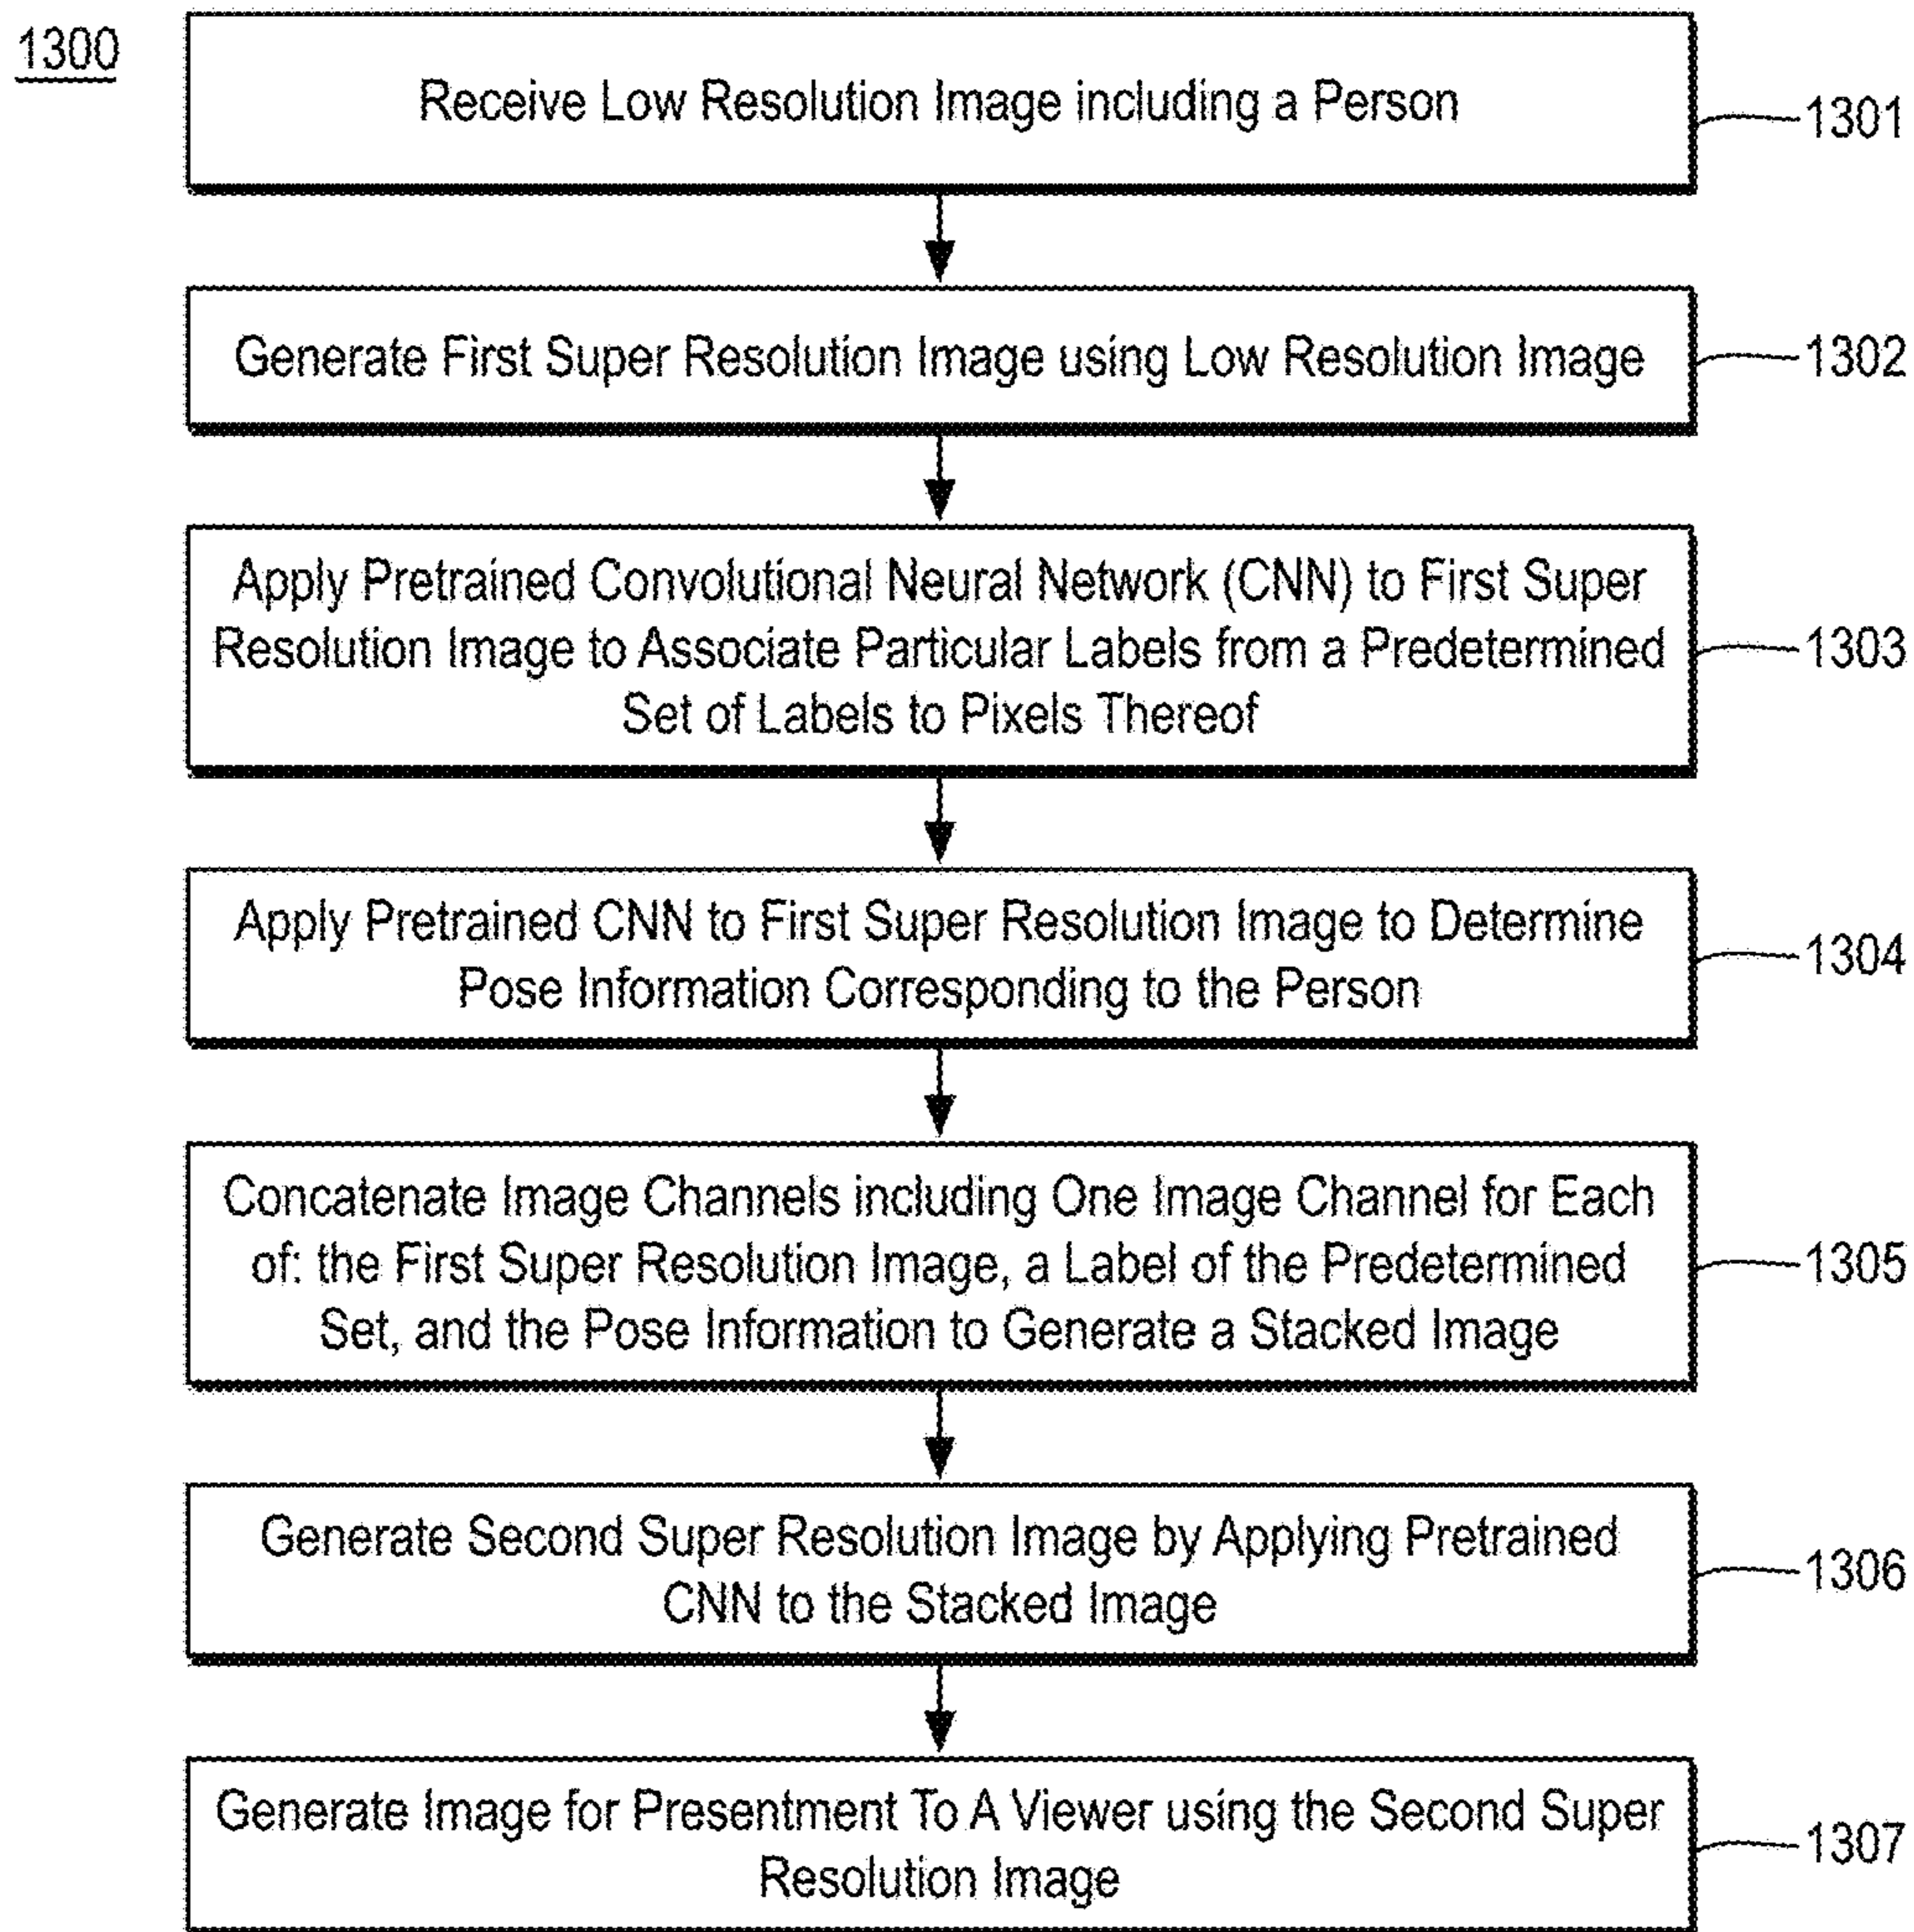 1300
Receive Low Resolution Image including a Person
1301
Generate First Super Resolution Image using Low Resolution Image
1302
Apply Pretrained Convolutional Neural Network (CNN) to First Super
Resolution Image to Associate Particular Labels from a Predetermined
Set of Labels to Pixels Thereof
1303
Apply Pretrained CNN to First Super Resolution Image to Determine
Pose Information Corresponding to the Person
1304
Concatenate Image Channels including One Image Channel for Each
of: the First Super Resolution Image, a Label of the Predetermined
Set, and the Pose Information to Generate a Stacked Image
1305
Generate Second Super Resolution Image by Applying Pretrained
CNN to the Stacked Image
1306
Generate Image for Presentment To A Viewer using the Second Super
Resolution Image
1307